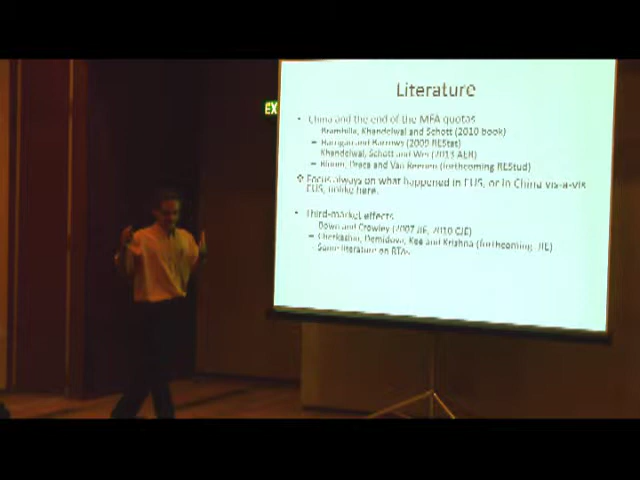 Literature
EX
• China and the end of the MFA quotas
Brambilla, Khandelwal and Schott (2010 book)
– Harrigan and Barrows (2009 REStat)
Khandelwal, Schott and Wei (2013 AER)
– Bloom, Draca and Van Reenen (forthcoming REStud)
❖ Focus always on what happened in EUS, or in China vis-a-vis
EUS, unlike here.
• Third-market effects
Bown and Crowley (2007 JIE, 2010 CJE)
– Cherkashin, Demidova, Kee and Krishna (forthcoming JIE)
– Some literature on RTAs